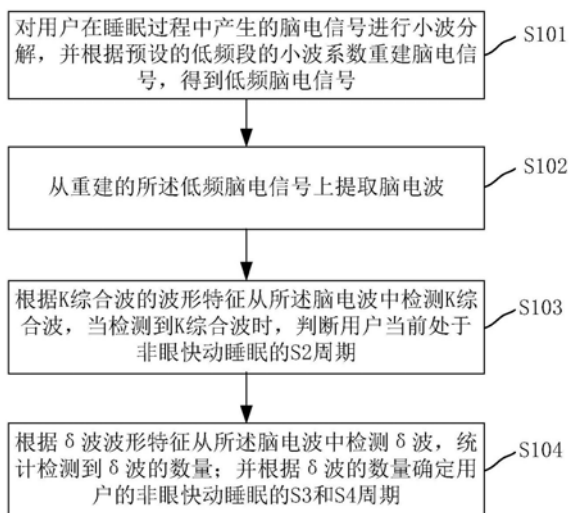 对用户在睡眠过程中产生的脑电信号进行小波分
解，并根据预设的低频段的小波系数重建脑电信
号，得到低频脑电信号
S101
从重建的所述低频脑电信号上提取脑电波
S102
根据K综合波的波形特征从所述脑电波中检测K综
合波，当检测到K综合波时，判断用户当前处于
非眼快动睡眠的S2周期
S103
根据δ波波形特征从所述脑电波中检测δ波，统
计检测到δ波的数量；并根据δ波的数量确定用
户的非眼快动睡眠的S3和S4周期
S104